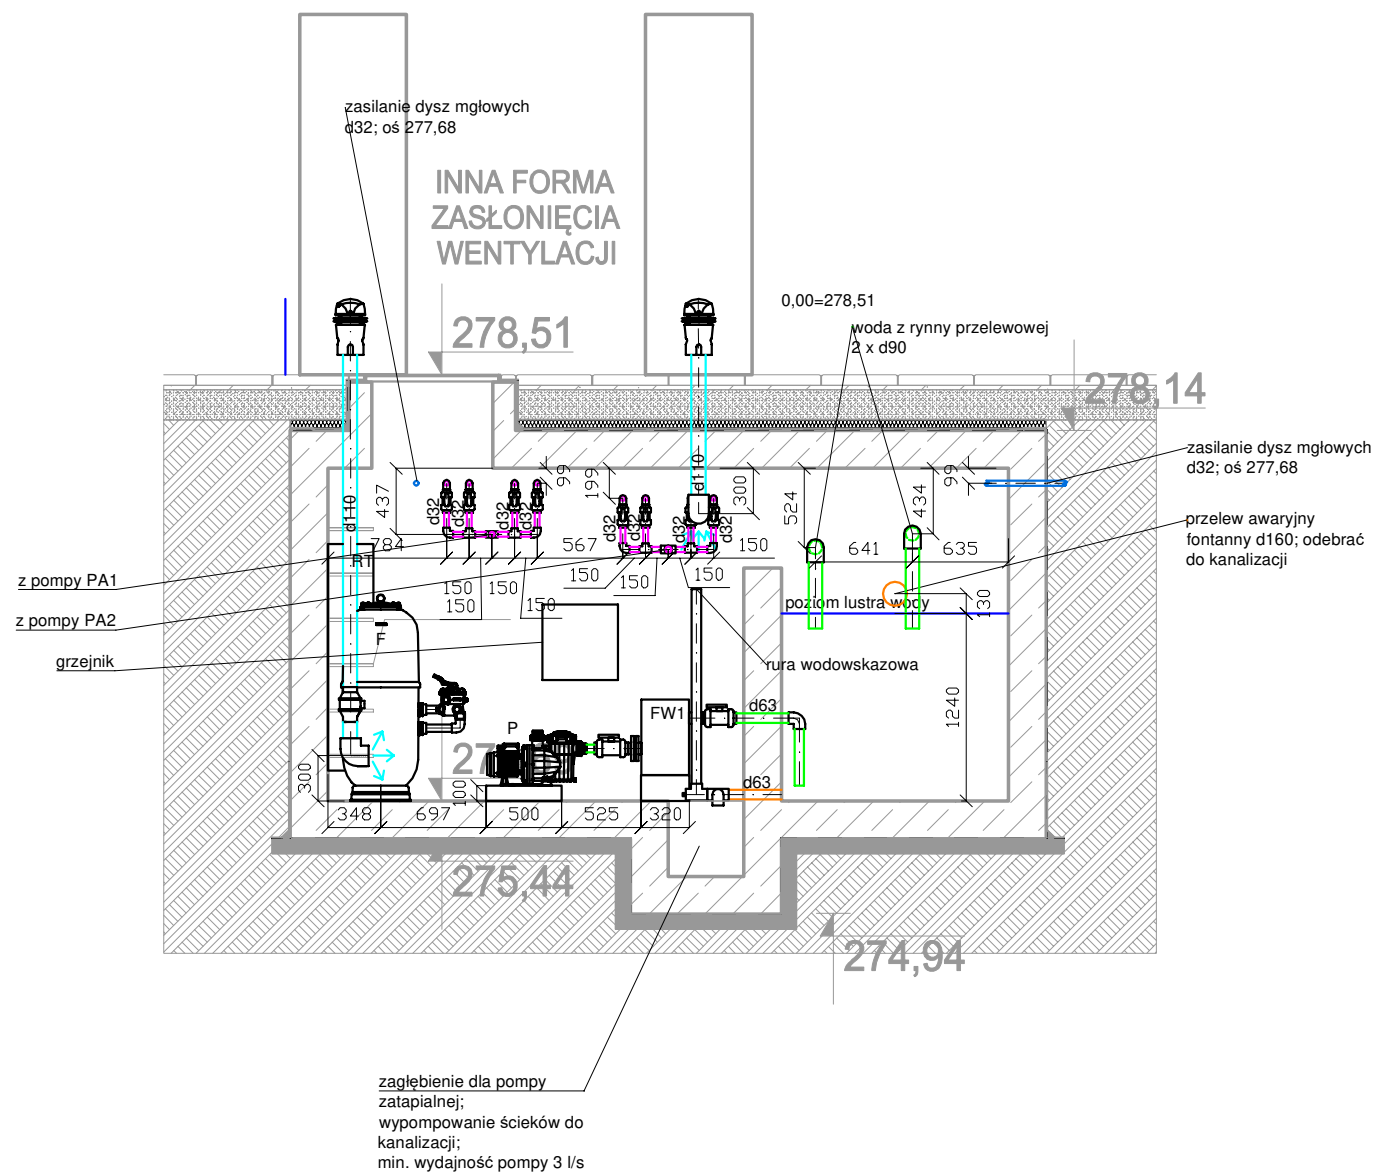 zasilanie dysz mgłowych
d32; oś 277,68
INNA FORMA
ZASŁONIĘCIA
WENTYLACJI
0,00=278,51
278,51
woda z rynny przelewowej
2 x d90
278,14
zasilanie dysz mgłowych
d32; oś 277,68
przelew awaryjny
fontanny d160; odebrać
do kanalizacji
d110
d110
437
99
199
300
524
434
99
d32
d32
d32
d32
d32
d32
d32
d32
784
567
150
641
635
RT
150
150
150
150
150
150
150
z pompy PA1
z pompy PA2
grzejnik
F
poziom lustra wody
130
rura wodowskazowa
1240
FW1
d63
P
d63
300
100
348
697
500
525
320
275,44
274,94
zagłębienie dla pompy
zatapialnej;
wypompowanie ścieków do
kanalizacji;
min. wydajność pompy 3 l/s